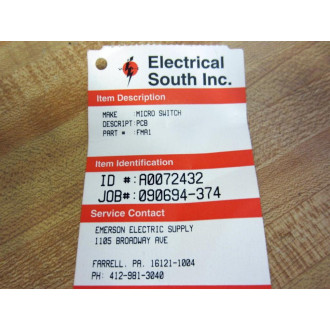 Electrical
South Inc.
Item Description
MAKE :MICRO SWITCH
DESCRIPT:PCB
PART # :FMA1
Item Identification
ID #:A0072432
JOB#:090694-374
Service Contact
EMERSON ELECTRIC SUPPLY
1105 BROADWAY AVE
FARRELL, PA. 16121-1004
PH: 412-981-3040